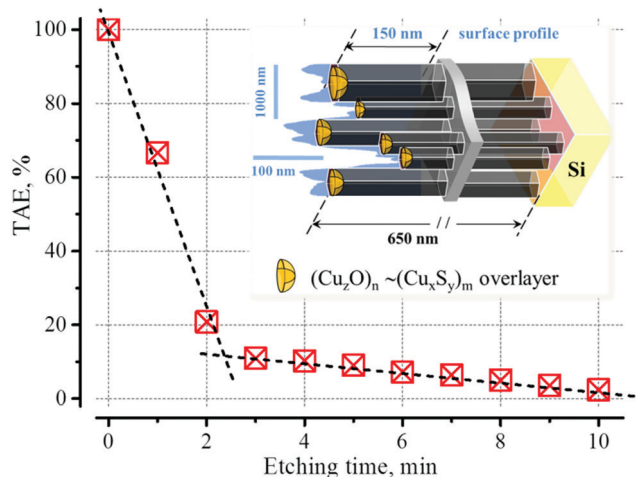 TAE, %
100
80
60
40
20
0
0
2
4
6
8
10
Etching time, min
150 nm
surface profile
1000 nm
100 nm
Si
650 nm
//
(CuzO)n ~(CuxSy)m overlayer